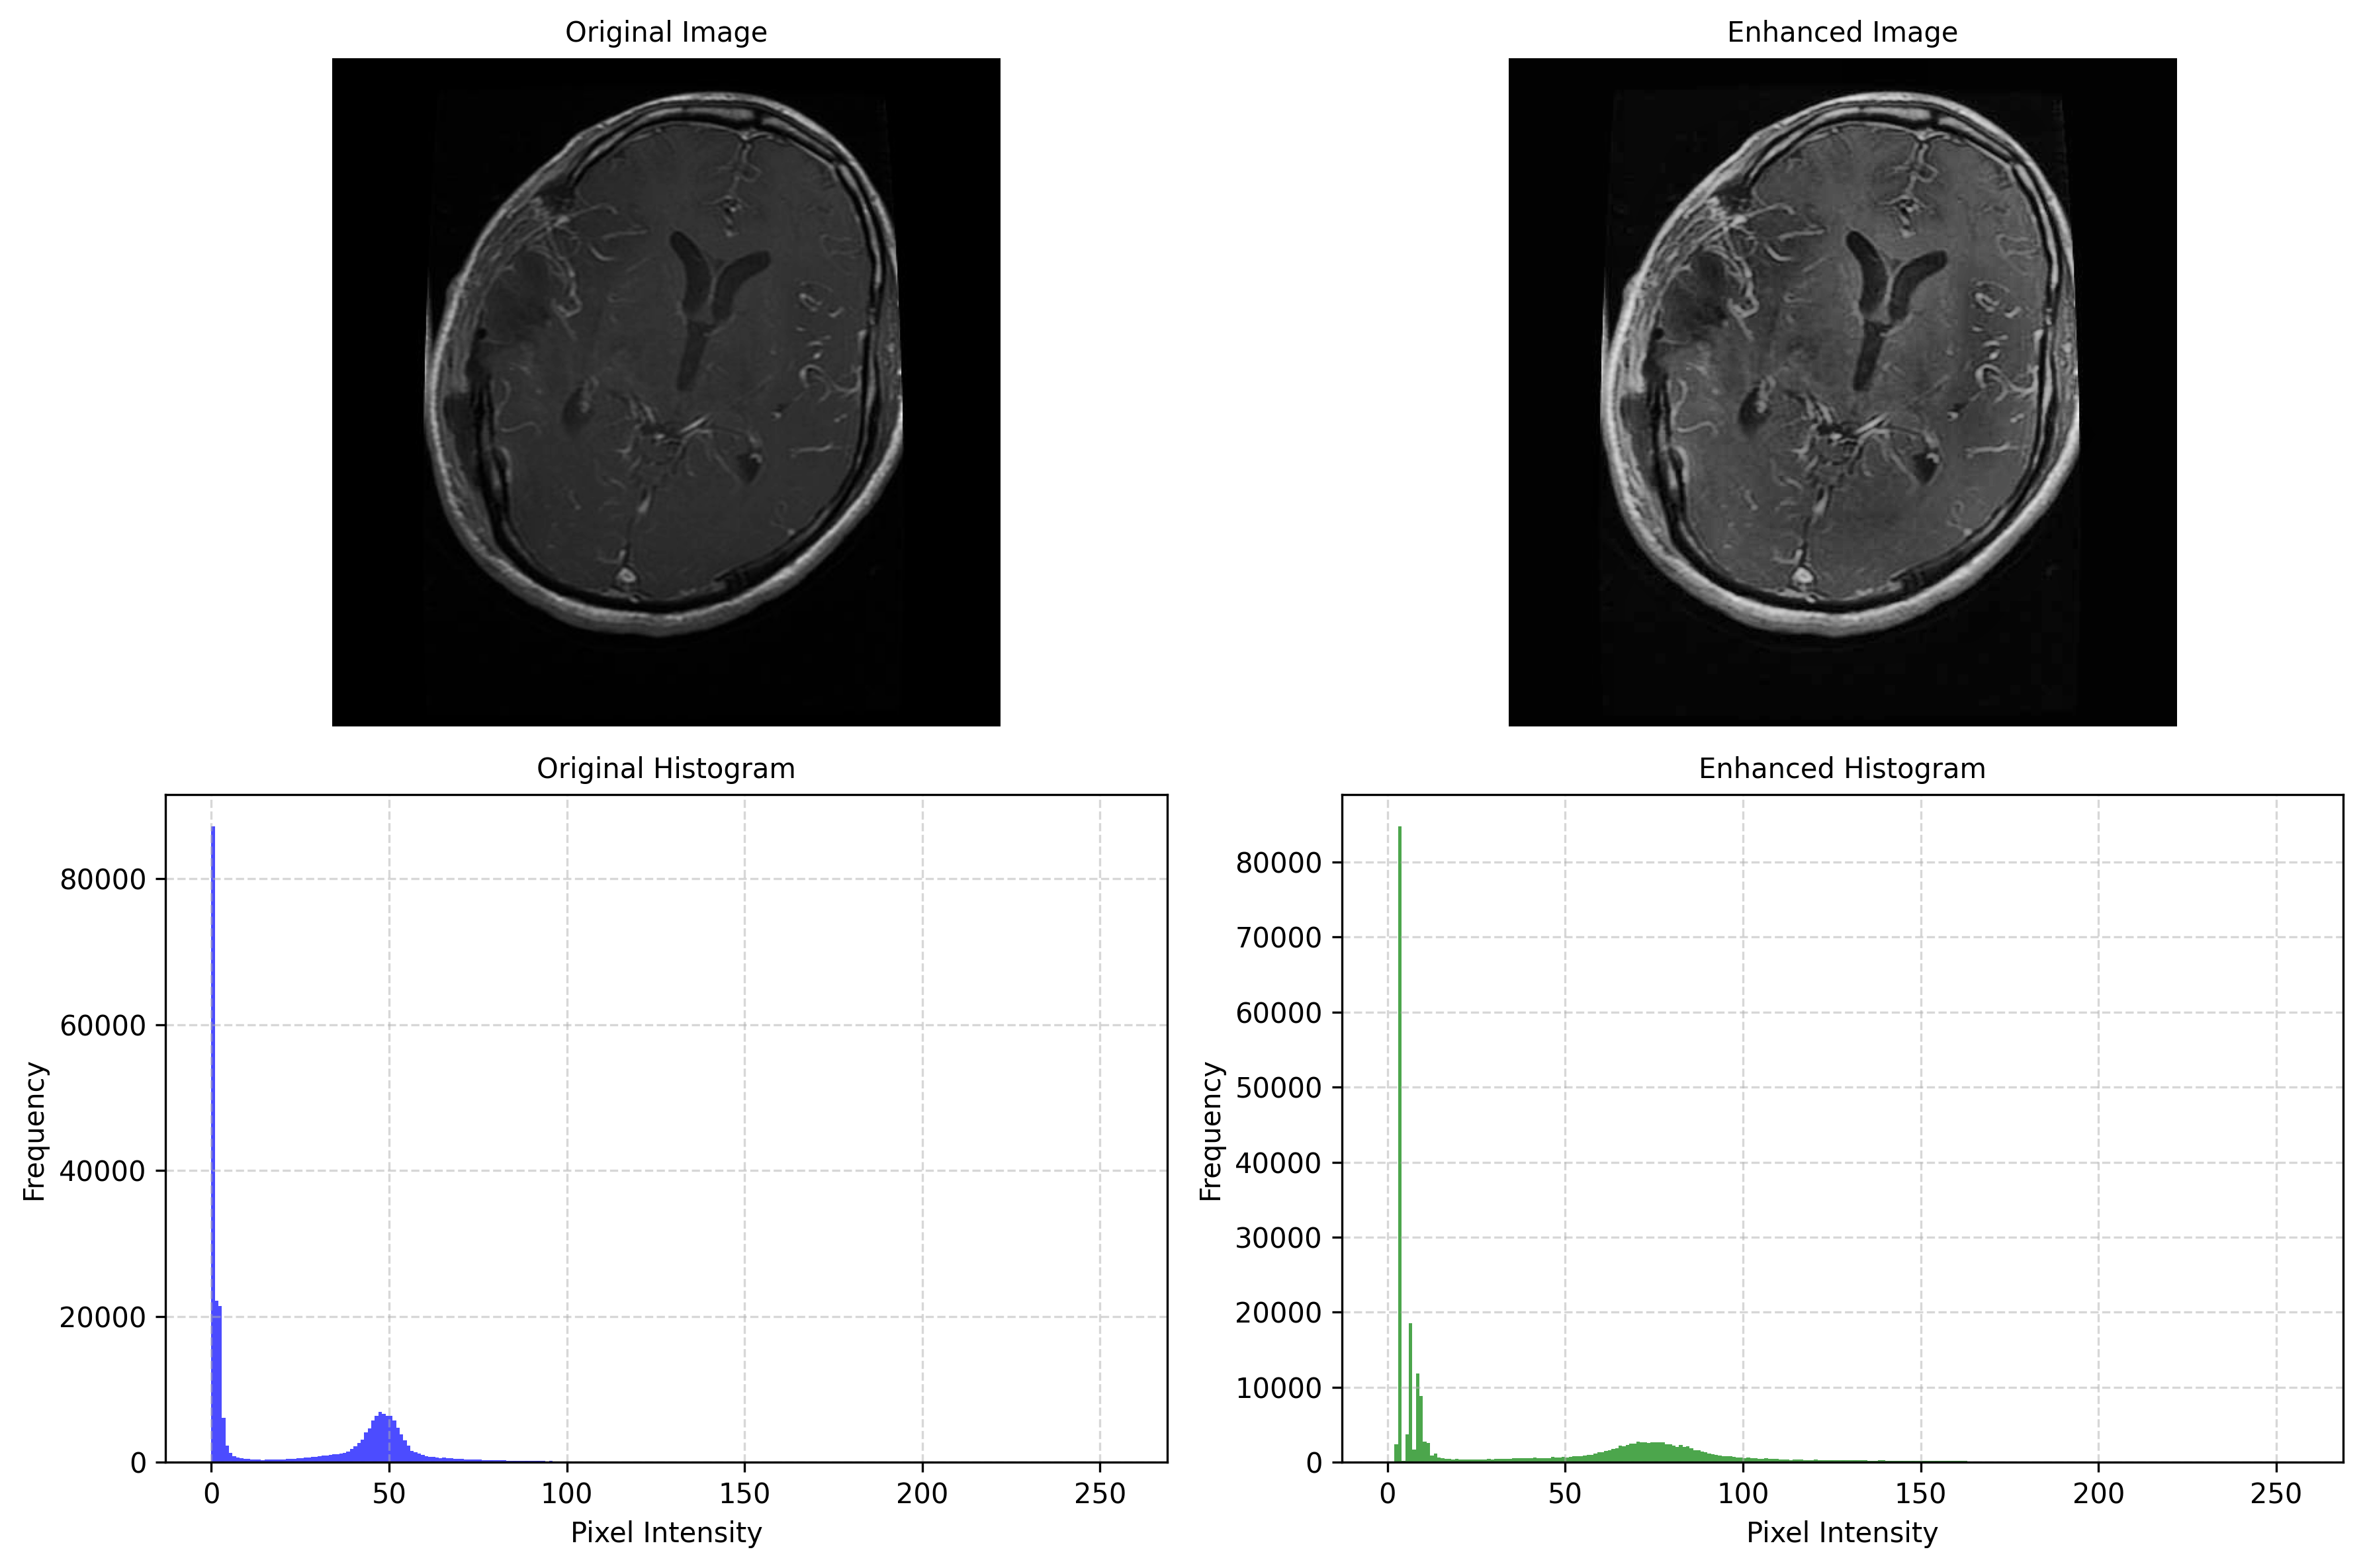 Original Image
Enhanced Image
Original Histogram
Enhanced Histogram
80000
60000
40000
20000
0
Frequency
0 50 100 150 200 250
Pixel Intensity
80000
70000
60000
50000
40000
30000
20000
10000
0
Frequency
0 50 100 150 200 250
Pixel Intensity